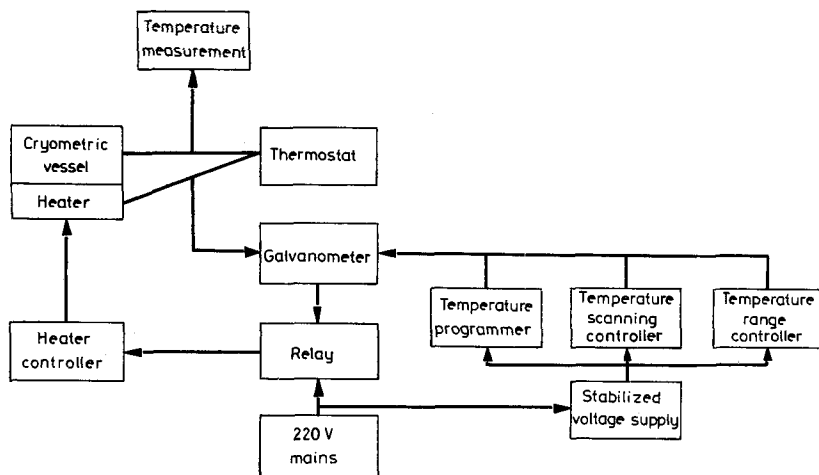 Temperature
measurement
Cryometric
vessel
Heater
Thermostat
Galvanometer
Temperature
programmer
Temperature
scanning
controller
Temperature
range
controller
Heater
controller
Relay
Stabilized
voltage supply
220 V
mains